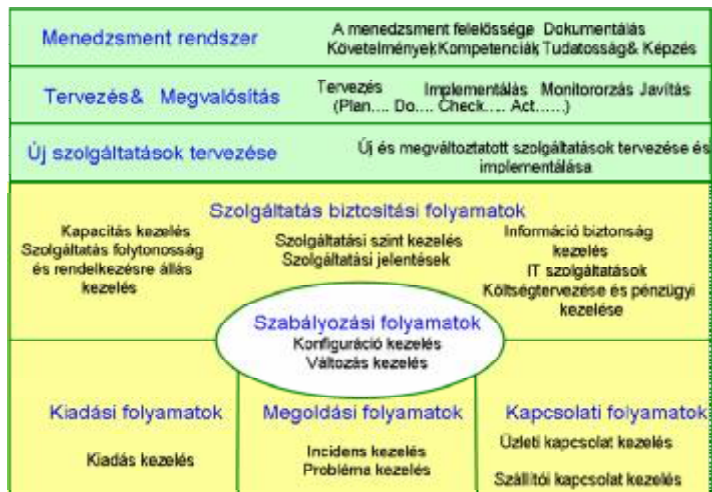 Menedzsment rendszer
A menedzsment felelőssége Dokumentálás
Követelmények Kompetenciák Tudatosság& Képzés
Tervezés& Megvalósítás
Tervezés Implementálás Monitororzás Javítás
(Plan.... Do.... Check..... Act......)
Új szolgáltatások tervezése
Új és megváltoztatott szolgáltatások tervezése és
implementálása
Szolgáltatás biztosítási folyamatok
Kapacitás kezelés
Szolgáltatás folytonosság
és rendelkezésre állás
kezelés
Szolgáltatási szint kezelés
Szolgáltatási jelentések
Információ biztonság
kezelés
IT szolgáltatások
Költségtervezése és pénzügyi
kezelése
Szabályozási folyamatok
Konfiguráció kezelés
Változás kezelés
Kiadási folyamatok
Kiadás kezelés
Megoldási folyamatok
Incidens kezelés
Probléma kezelés
Kapcsolati folyamatok
Üzleti kapcsolat kezelés
Szállítói kapcsolat kezelés